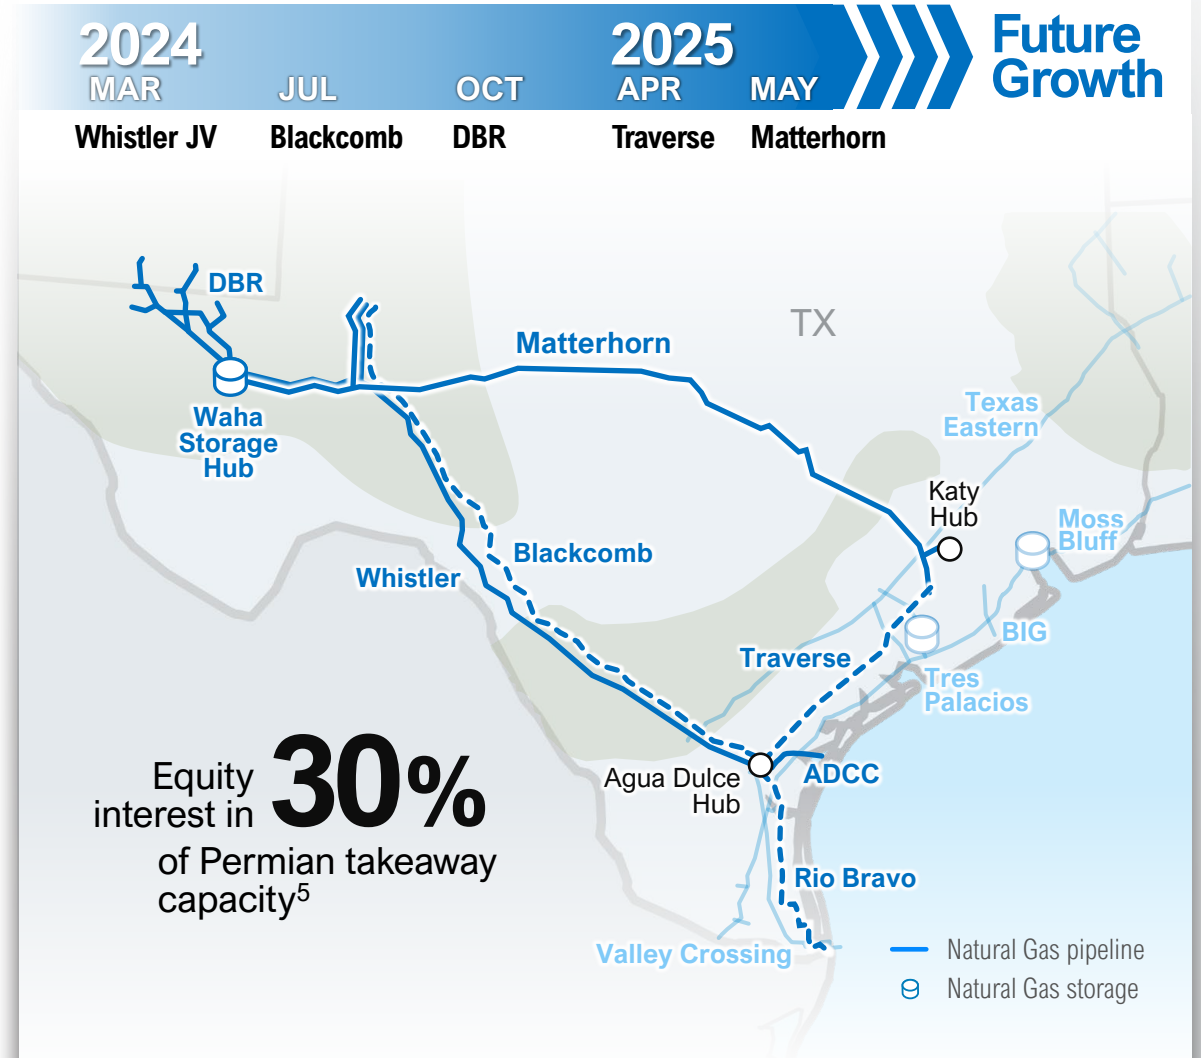 2024
2025
MAR
JUL
OCT
APR
MAY
Future
Growth
Whistler JV
Blackcomb
DBR
Traverse
Matterhorn
DBR
TX
Matterhorn
Waha
Storage
Hub
Texas
Eastern
Katy
Hub
Moss
Bluff
Blackcomb
Whistler
BIG
Traverse
Tres
Palacios
Equity
interest in
30%
of Permian takeaway
capacity5
Agua Dulce
Hub
ADCC
Rio Bravo
Valley Crossing
Natural Gas pipeline
Natural Gas storage